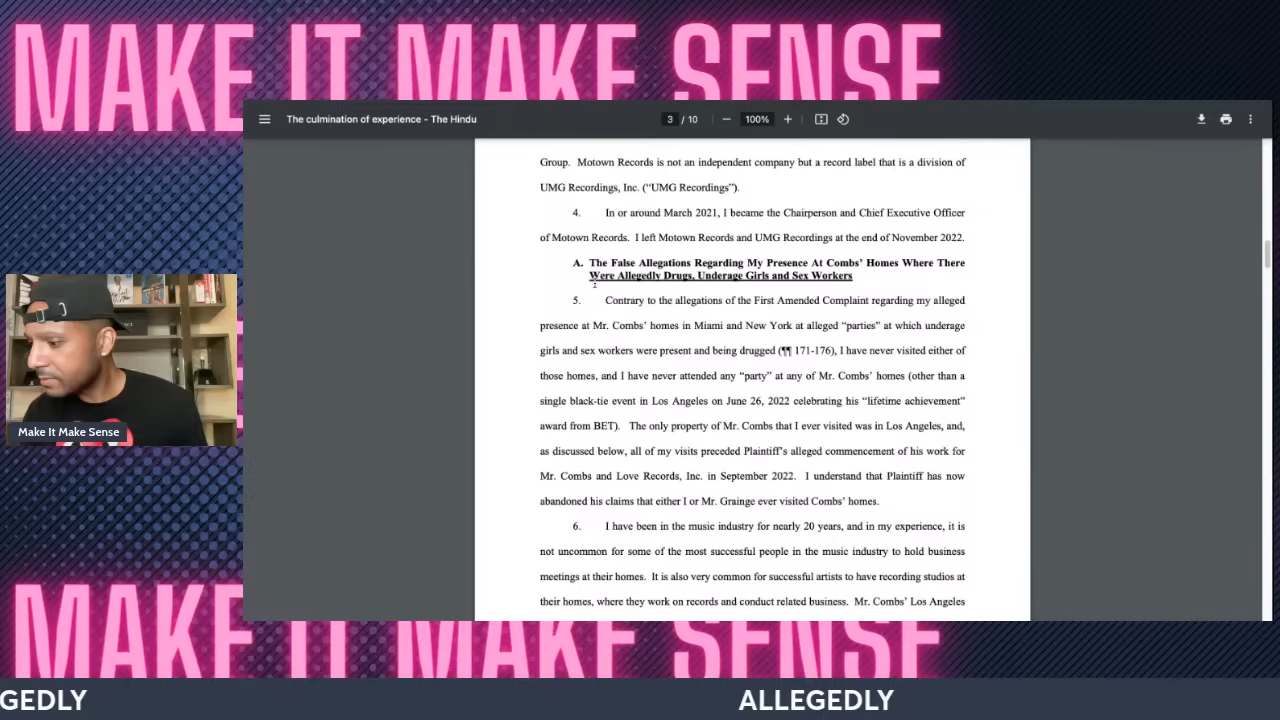 MAKE IT MAKE SENSE
The culmination of experience - The Hindu
3 / 10
100%
Group. Motown Records is not an independent company but a record label that is a division of
UMG Recordings, Inc. (“UMG Recordings”).
4. In or around March 2021, I became the Chairperson and Chief Executive Officer
of Motown Records. I left Motown Records and UMG Recordings at the end of November 2022.
A. The False Allegations Regarding My Presence At Combs’ Homes Where There
Were Allegedly Drugs, Underage Girls and Sex Workers
5. Contrary to the allegations of the First Amended Complaint regarding my alleged
presence at Mr. Combs’ homes in Miami and New York at alleged “parties” at which underage
girls and sex workers were present and being drugged (¶¶ 171-176), I have never visited either of
those homes, and I have never attended any “party” at any of Mr. Combs’ homes (other than a
single black-tie event in Los Angeles on June 26, 2022 celebrating his “lifetime achievement”
award from BET). The only property of Mr. Combs that I ever visited was in Los Angeles, and,
as discussed below, all of my visits preceded Plaintiff’s alleged commencement of his work for
Mr. Combs and Love Records, Inc. in September 2022. I understand that Plaintiff has now
abandoned his claims that either I or Mr. Grainge ever visited Combs’ homes.
6. I have been in the music industry for nearly 20 years, and in my experience, it is
not uncommon for some of the most successful people in the music industry to hold business
meetings at their homes. It is also very common for successful artists to have recording studios at
their homes, where they work on records and conduct related business. Mr. Combs’ Los Angeles
Make It Make Sense
MAKE IT MAKE SENSE
GEDLY
ALLEGEDLY